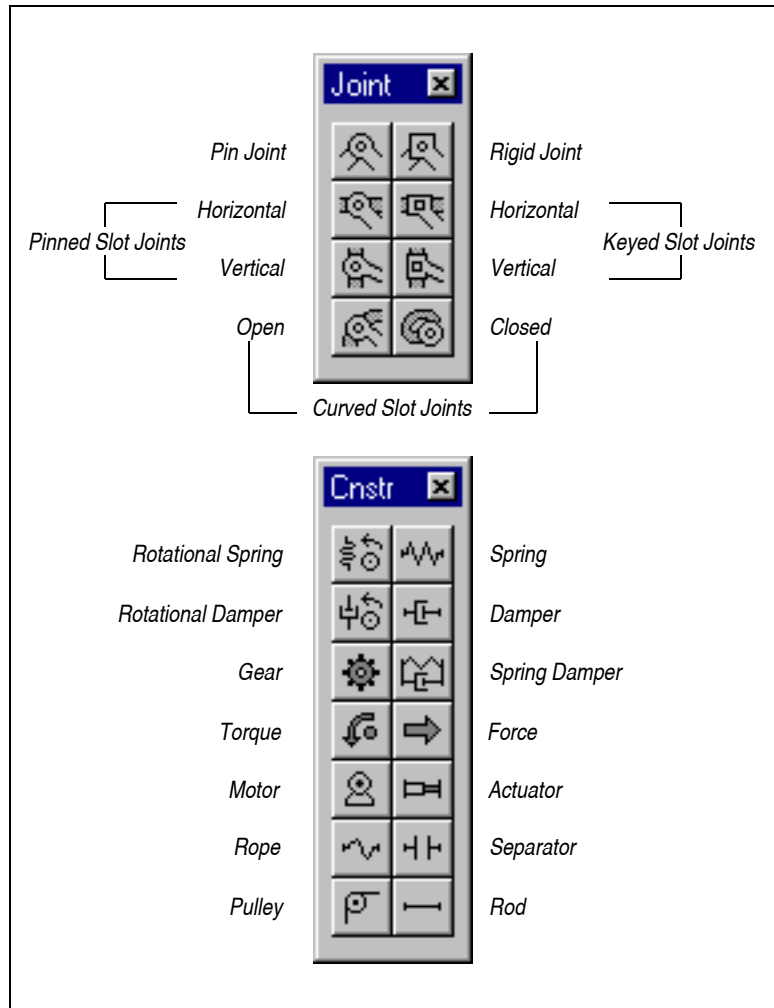 Joint
Pin Joint
Rigid Joint
Horizontal
Horizontal
Pinned Slot Joints
Keyed Slot Joints
Vertical
Vertical
Open
Closed
Curved Slot Joints
Cnstr
Rotational Spring
Spring
Rotational Damper
Damper
Gear
Spring Damper
Torque
Force
Motor
Actuator
Rope
Separator
Pulley
Rod